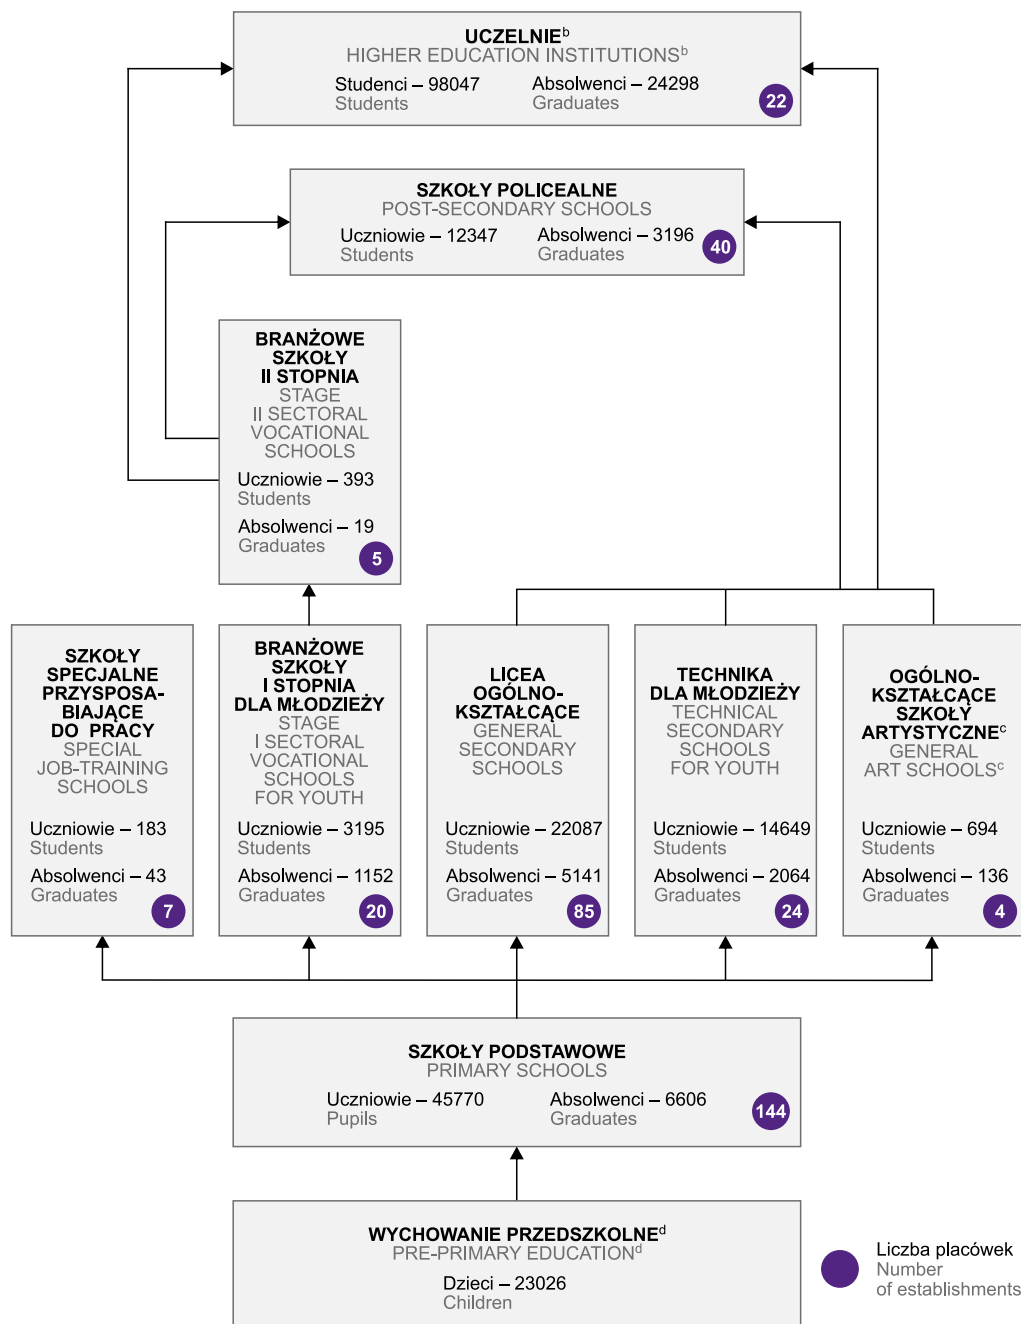 UCZELNIEᵇ
HIGHER EDUCATION INSTITUTIONSᵇ
Studenci – 98047 Absolwenci – 24298
Students Graduates
22
SZKOŁY POLICEALNE
POST-SECONDARY SCHOOLS
Uczniowie – 12347 Absolwenci – 3196
Students Graduates
40
BRANŻOWE
SZKOŁY
II STOPNIA
STAGE
II SECTORAL
VOCATIONAL
SCHOOLS
Uczniowie – 393
Students
Absolwenci – 19
Graduates
5
SZKOŁY
SPECJALNE
PRZYSPOSA-
BIAJĄCE
DO PRACY
SPECIAL
JOB-TRAINING
SCHOOLS
Uczniowie – 183
Students
Absolwenci – 43
Graduates
7
BRANŻOWE
SZKOŁY
I STOPNIA
DLA MŁODZIEŻY
STAGE
I SECTORAL
VOCATIONAL
SCHOOLS
FOR YOUTH
Uczniowie – 3195
Students
Absolwenci – 1152
Graduates
20
LICEA
OGÓLNO-
KSZTAŁCĄCE
GENERAL
SECONDARY
SCHOOLS
Uczniowie – 22087
Students
Absolwenci – 5141
Graduates
85
TECHNIKA
DLA MŁODZIEŻY
TECHNICAL
SECONDARY
SCHOOLS
FOR YOUTH
Uczniowie – 14649
Students
Absolwenci – 2064
Graduates
24
OGÓLNO-
KSZTAŁCĄCE
SZKOŁY
ARTYSTYCZNEᶜ
GENERAL
ART SCHOOLSᶜ
Uczniowie – 694
Students
Absolwenci – 136
Graduates
4
SZKOŁY PODSTAWOWE
PRIMARY SCHOOLS
Uczniowie – 45770 Absolwenci – 6606
Pupils Graduates
144
WYCHOWANIE PRZEDSZKOLNEᵈ
PRE-PRIMARY EDUCATIONᵈ
Dzieci – 23026
Children
Liczba placówek
Number
of establishments